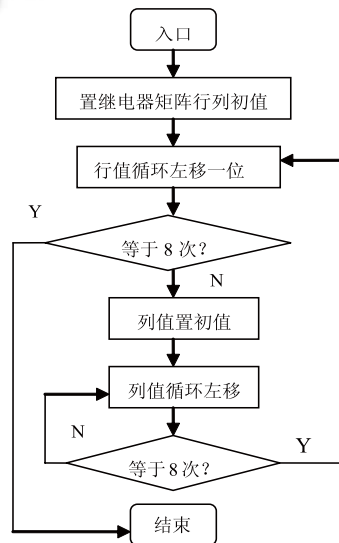 入口
置继电器矩阵行列初值
行值循环左移一位
Y
等于 8 次?
N
列值置初值
列值循环左移
N
等于 8 次?
Y
结束